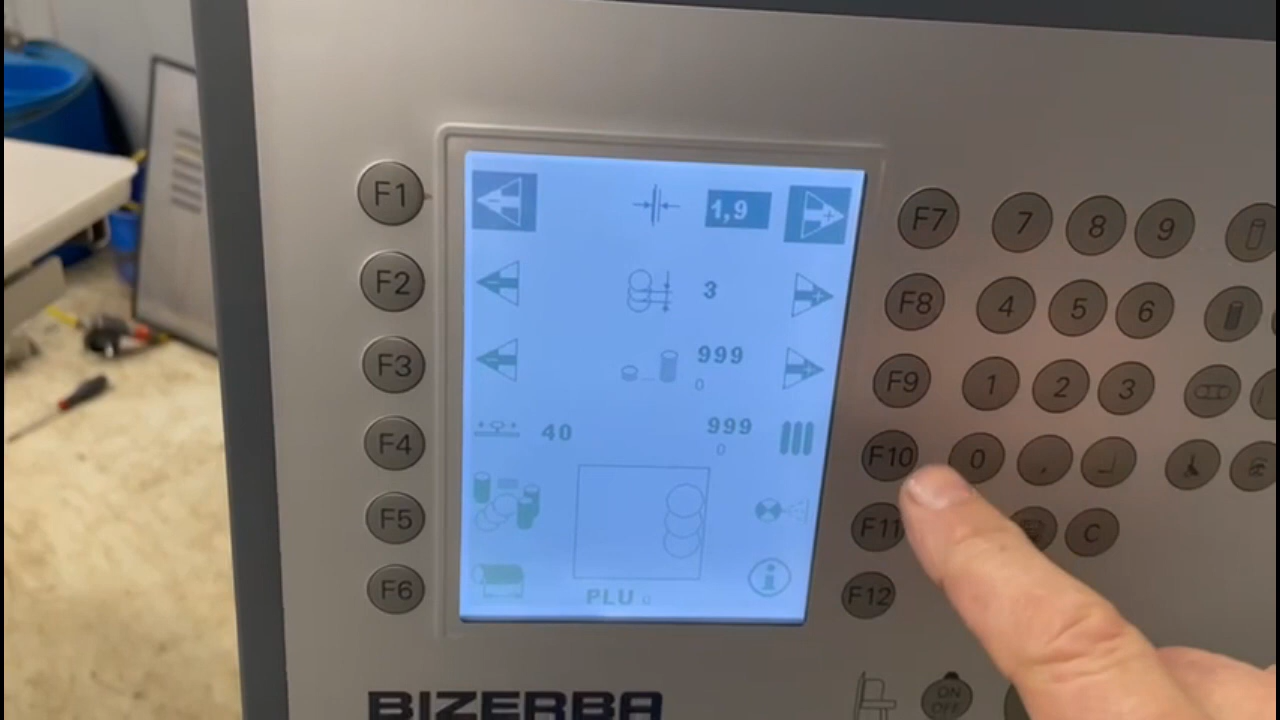 F1 1,9 F7 7 8 9
F2 3 F8 4 5 6
F3 999 F9 1 2 3
0
F4 40 999 F10 0 ,
0
F5 F11 C
F6 PLU 0 F12
BIZERBA ON
OFF